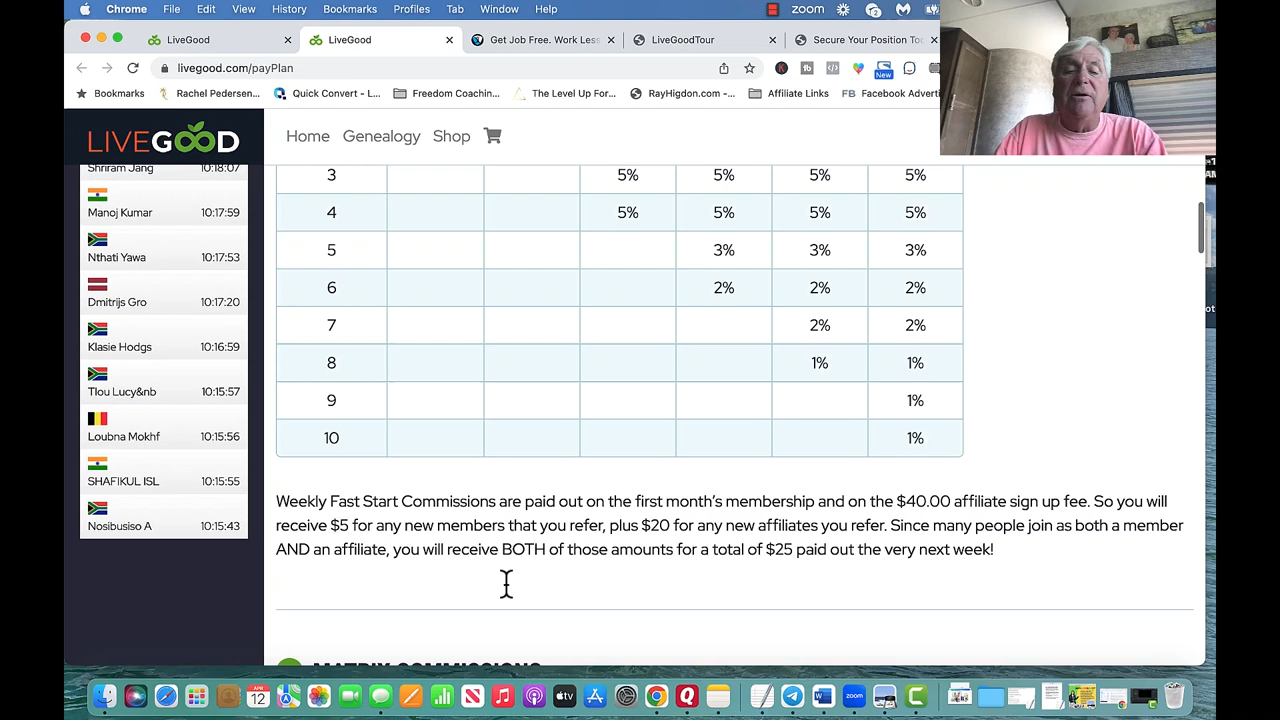 Chrome File Edit View History Bookmarks Profiles Tab Window Help zoom
LiveGood
LiveGood
Get Job Free. Work Less
LiveGoodTour
Secure Your Position
livegood.com/payPlan
New
Bookmarks
Rachel Pedersen...
Quick Convert - L...
Freedom Coachin...
The Level Up For...
RayHigdon.com -...
Affiliate Links
FB Facebook Adverti
LIVEGOOD
Home Genealogy Shop
Shriram Jang 10:18:07
Manoj Kumar 10:17:59
Nthati Yawa 10:17:53
Dmitrijs Gro 10:17:20
Klasie Hodgs 10:16:59
Tlou Lucy&nb 10:15:57
Loubna Mokhf 10:15:56
SHAFIKUL ISL 10:15:55
Nosibusiso A 10:15:43
3 5% 5% 5% 5%
4 5% 5% 5% 5%
5 3% 3% 3%
6 2% 2% 2%
7 2% 2%
8 1% 1%
9 1%
10 1%
Weekly Fast Start Commissions are paid out on the first month's membership and on the $40.00 affiliate sign up fee. So you will
receive $5 for any new members that you refer, plus $20 for any new affiliates you refer. Since many people join as both a member
AND an affiliate, you will receive BOTH of those amounts for a total of $25 paid out the very next week!
APR
12